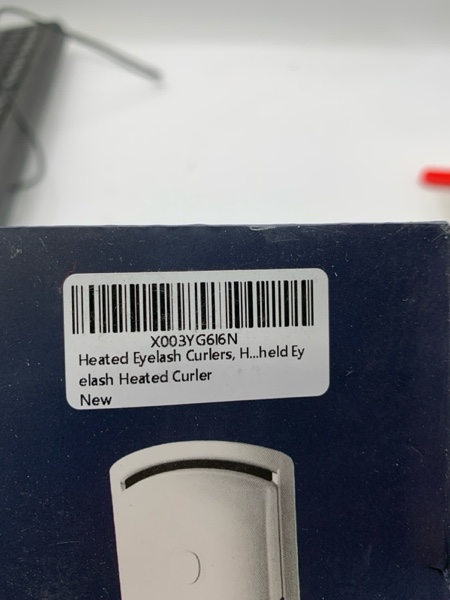 X003YG6I6N
Heated Eyelash Curlers, H...held Ey
elash Heated Curler
New